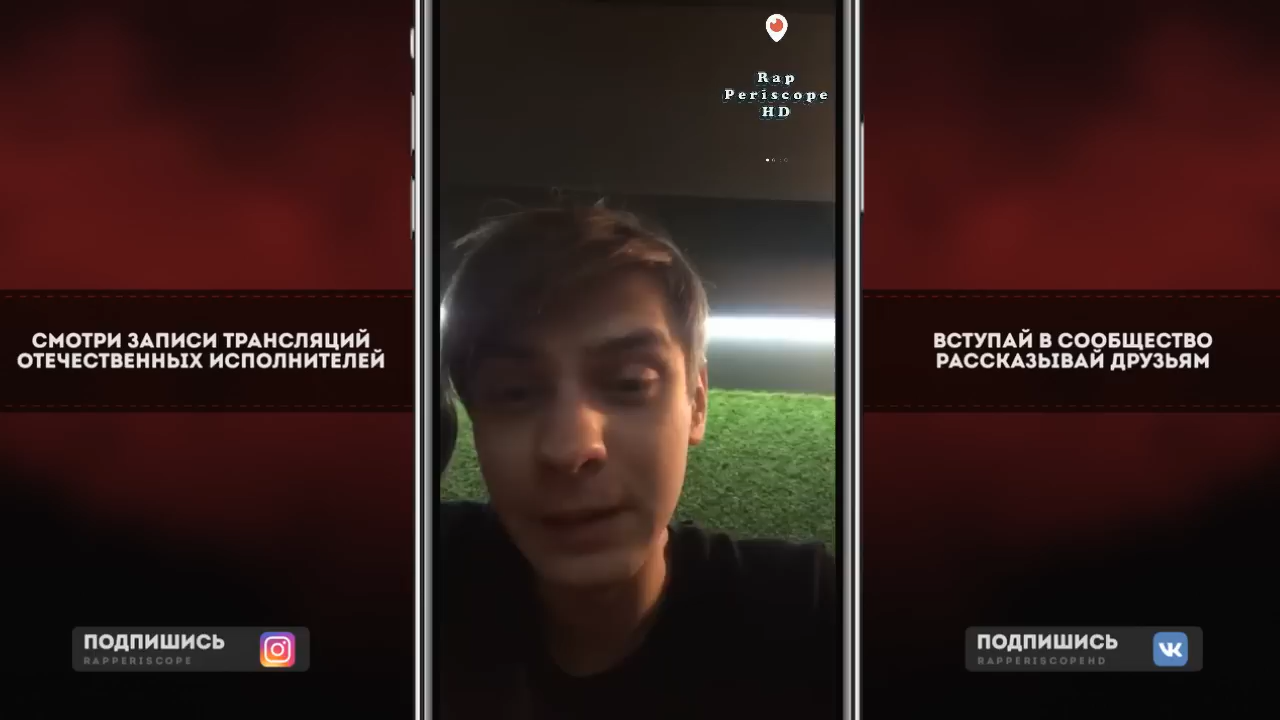 Rap
Periscope
HD
СМОТРИ ЗАПИСИ ТРАНСЛЯЦИЙ
ОТЕЧЕСТВЕННЫХ ИСПОЛНИТЕЛЕЙ
ВСТУПАЙ В СООБЩЕСТВО
РАССКАЗЫВАЙ ДРУЗЬЯМ
ПОДПИШИСЬ
RAPPERISCOPE
ПОДПИШИСЬ
RAPPERISCOPEHD